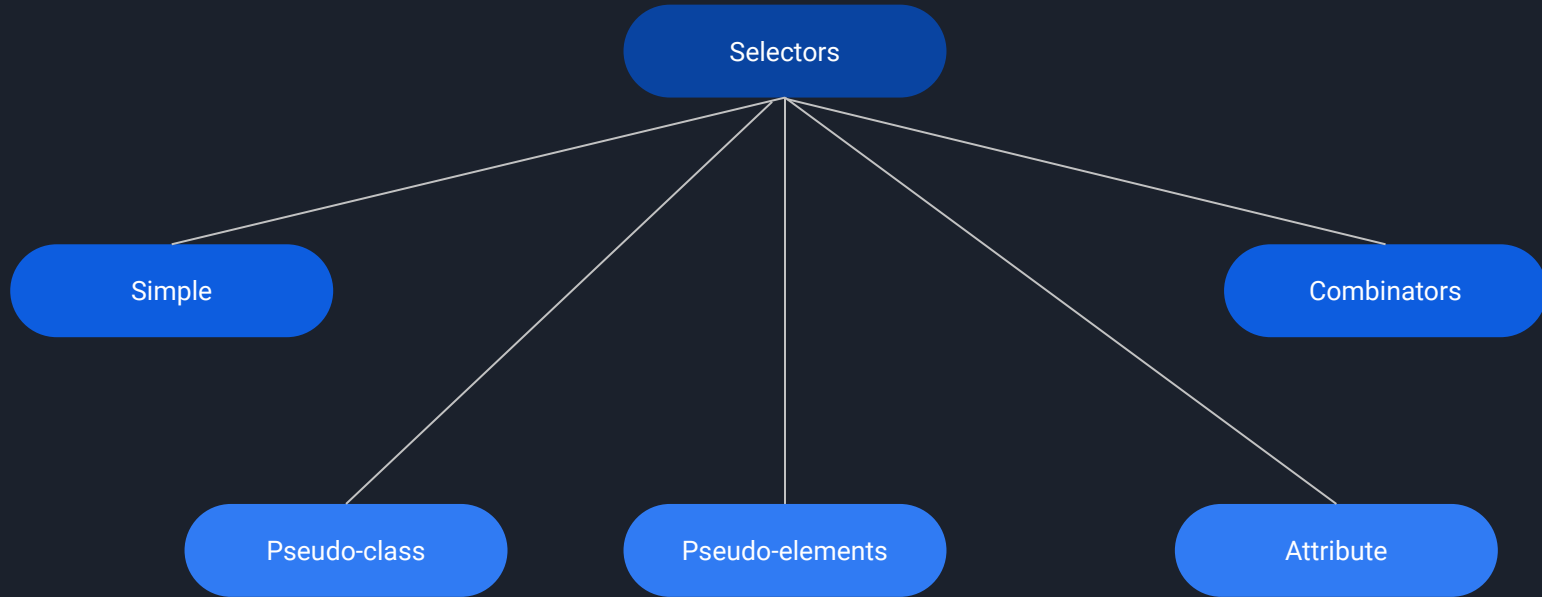 Selectors
Simple
Combinators
Pseudo-class
Pseudo-elements
Attribute